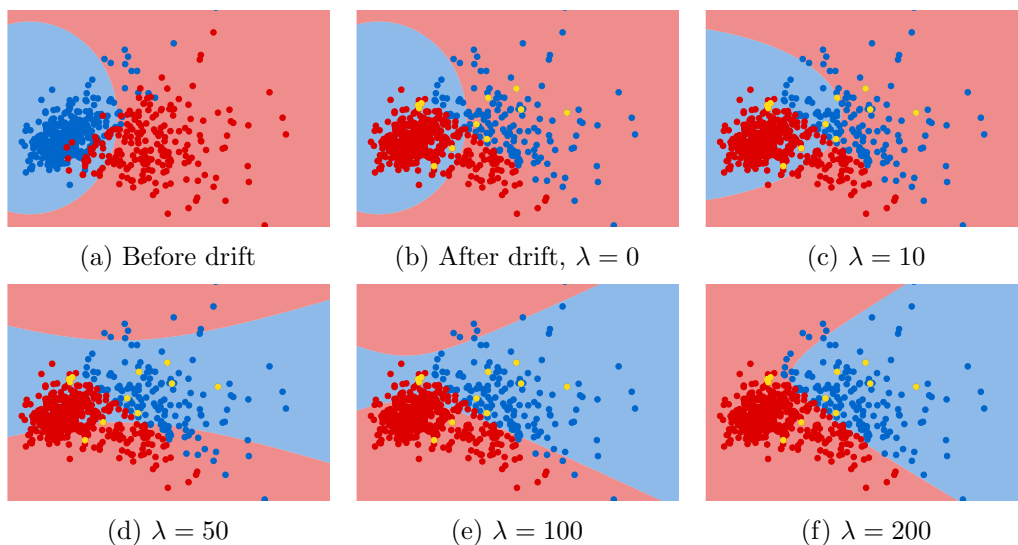 (a) Before drift
(b) After drift, λ = 0
(c) λ = 10
(d) λ = 50
(e) λ = 100
(f) λ = 200